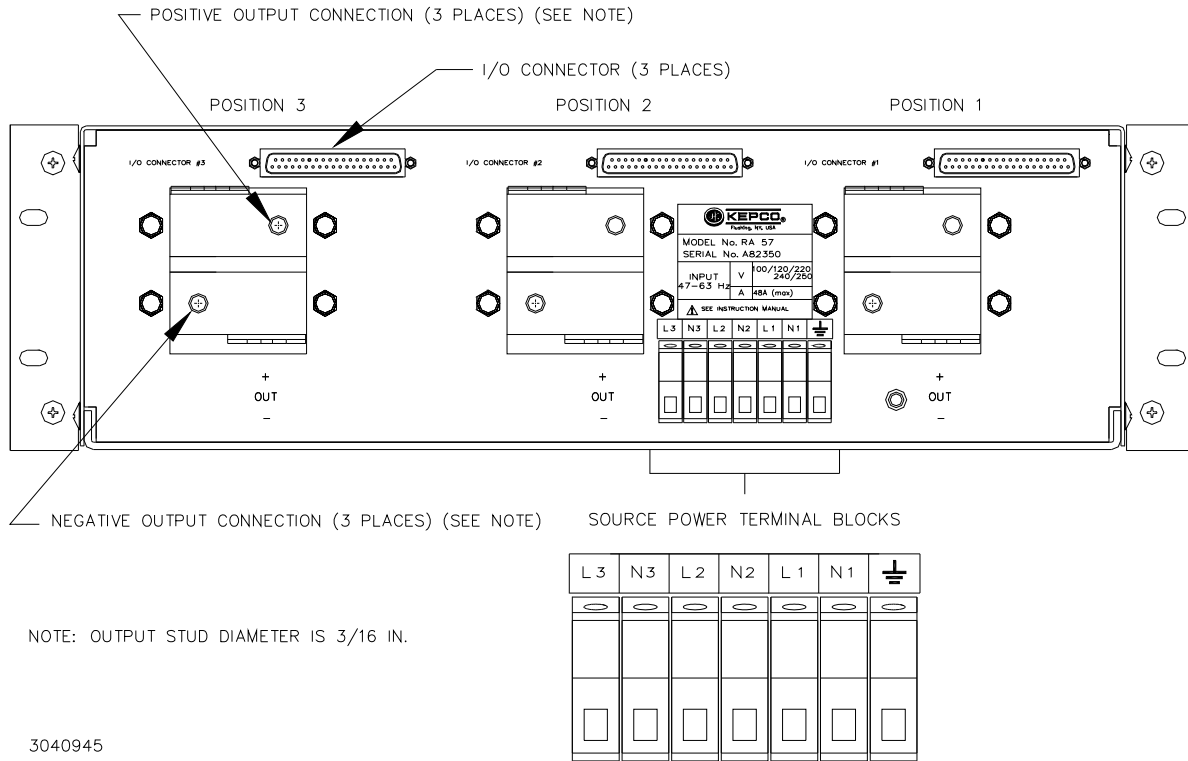 POSITIVE OUTPUT CONNECTION (3 PLACES) (SEE NOTE)
I/O CONNECTOR (3 PLACES)
POSITION 3
POSITION 2
POSITION 1
I/O CONNECTOR #3
I/O CONNECTOR #2
I/O CONNECTOR #1
KEPCO®
Flushing, NY, USA
MODEL No. RA 57
SERIAL No. A82350
INPUT
47-63 Hz
V
100/120/220
240/250
A
48A (max)
SEE INSTRUCTION MANUAL
L3 N3 L2 N2 L1 N1
+
OUT
-
+
OUT
-
+
OUT
-
NEGATIVE OUTPUT CONNECTION (3 PLACES) (SEE NOTE)
SOURCE POWER TERMINAL BLOCKS
L3 N3 L2 N2 L1 N1
NOTE: OUTPUT STUD DIAMETER IS 3/16 IN.
3040945